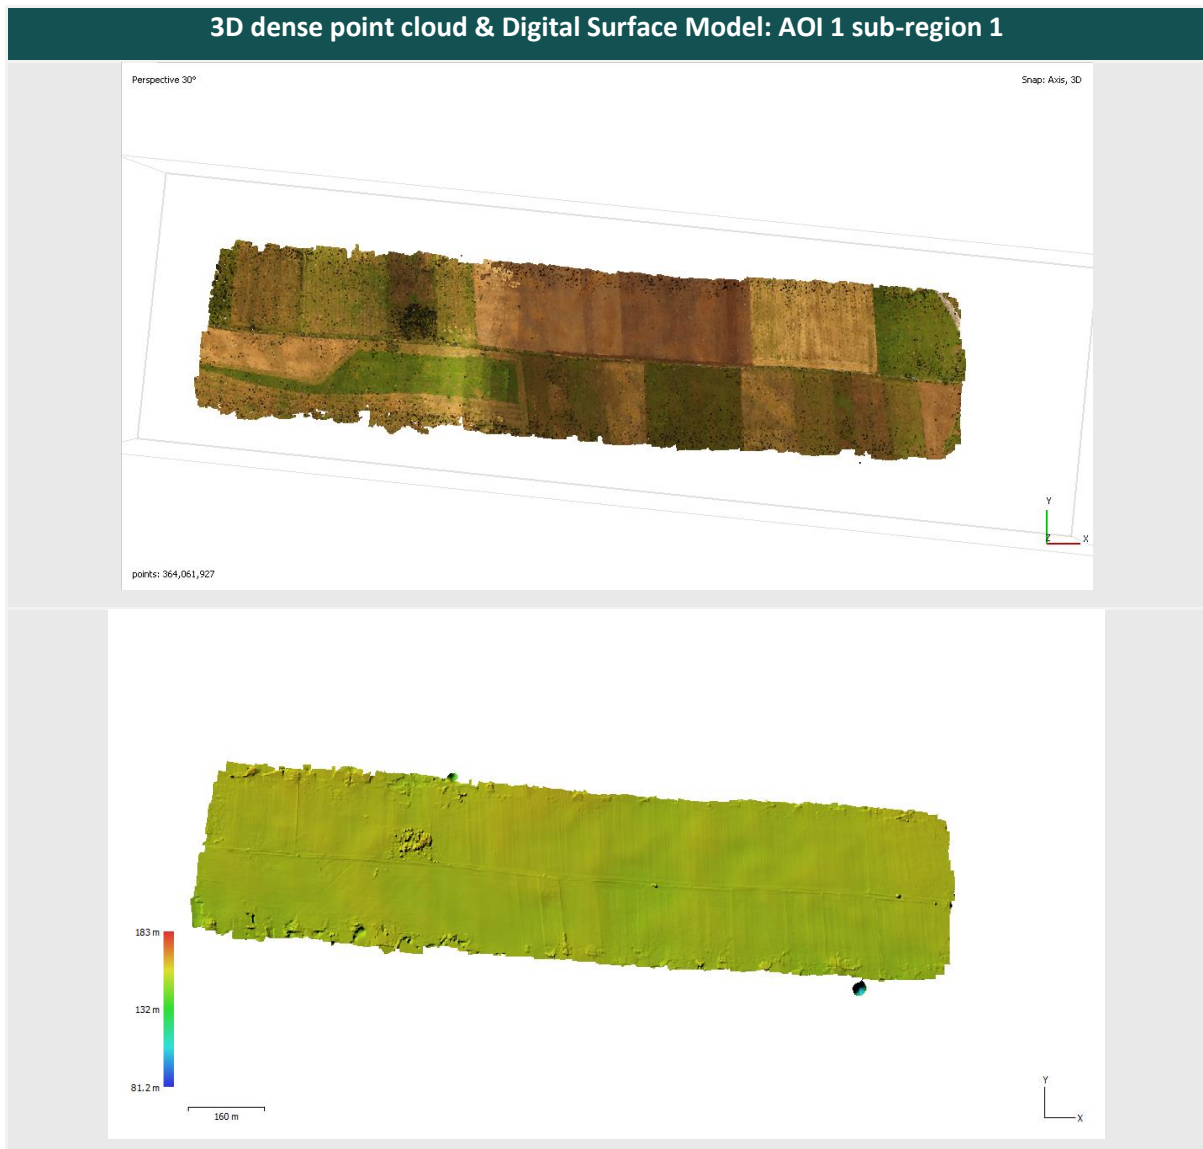 3D dense point cloud & Digital Surface Model: AOI 1 sub-region 1
Perspective 30°
Snap: Axis, 3D
Y
Z
X
points: 364,061,927
183 m
132 m
81.2 m
160 m
Y
X